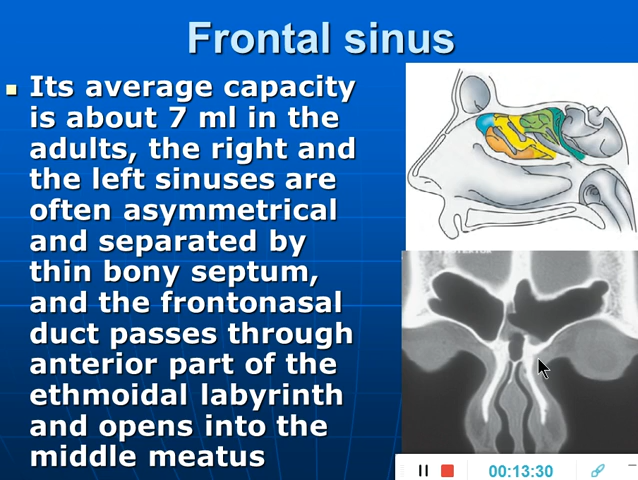 Frontal sinus
Its average capacity
is about 7 ml in the
adults, the right and
the left sinuses are
often asymmetrical
and separated by
thin bony septum,
and the frontonasal
duct passes through
anterior part of the
ethmoidal labyrinth
and opens into the
middle meatus
00:13:30